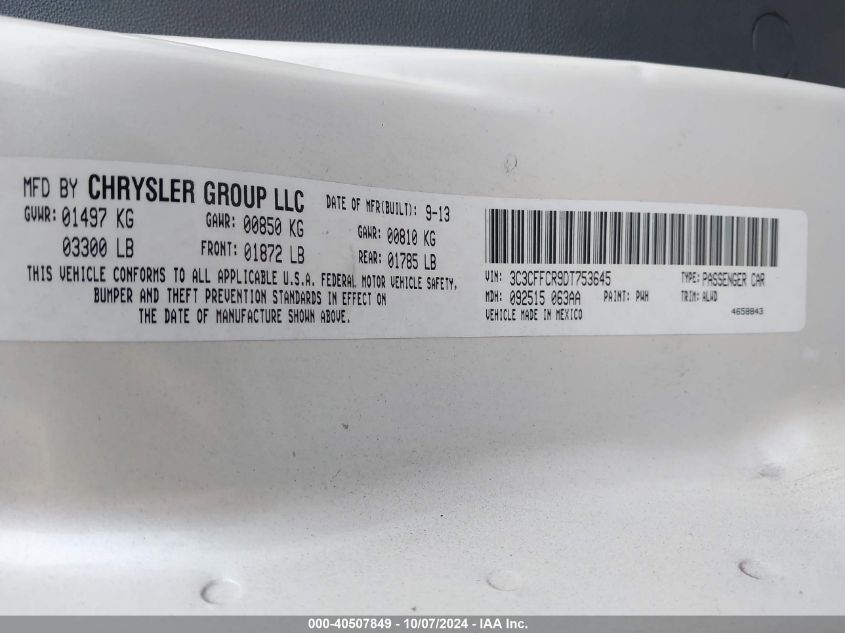 MFD BY CHRYSLER GROUP LLC DATE OF MFR(BUILT): 9-13
GVWR: 01497 KG GAWR: 00850 KG GAWR: 00810 KG
03300 LB FRONT: 01872 LB REAR: 01785 LB
THIS VEHICLE CONFORMS TO ALL APPLICABLE U.S.A. FEDERAL MOTOR VEHICLE SAFETY,
BUMPER AND THEFT PREVENTION STANDARDS IN EFFECT ON
THE DATE OF MANUFACTURE SHOWN ABOVE.
VIN: 3C3CFFCR9DT753645 TYPE: PASSENGER CAR
MDH: 092515 063AA PAINT: PWH TRIM: ALWD
VEHICLE MADE IN MEXICO 4658843
000-40507849 - 10/07/2024 - IAA Inc.